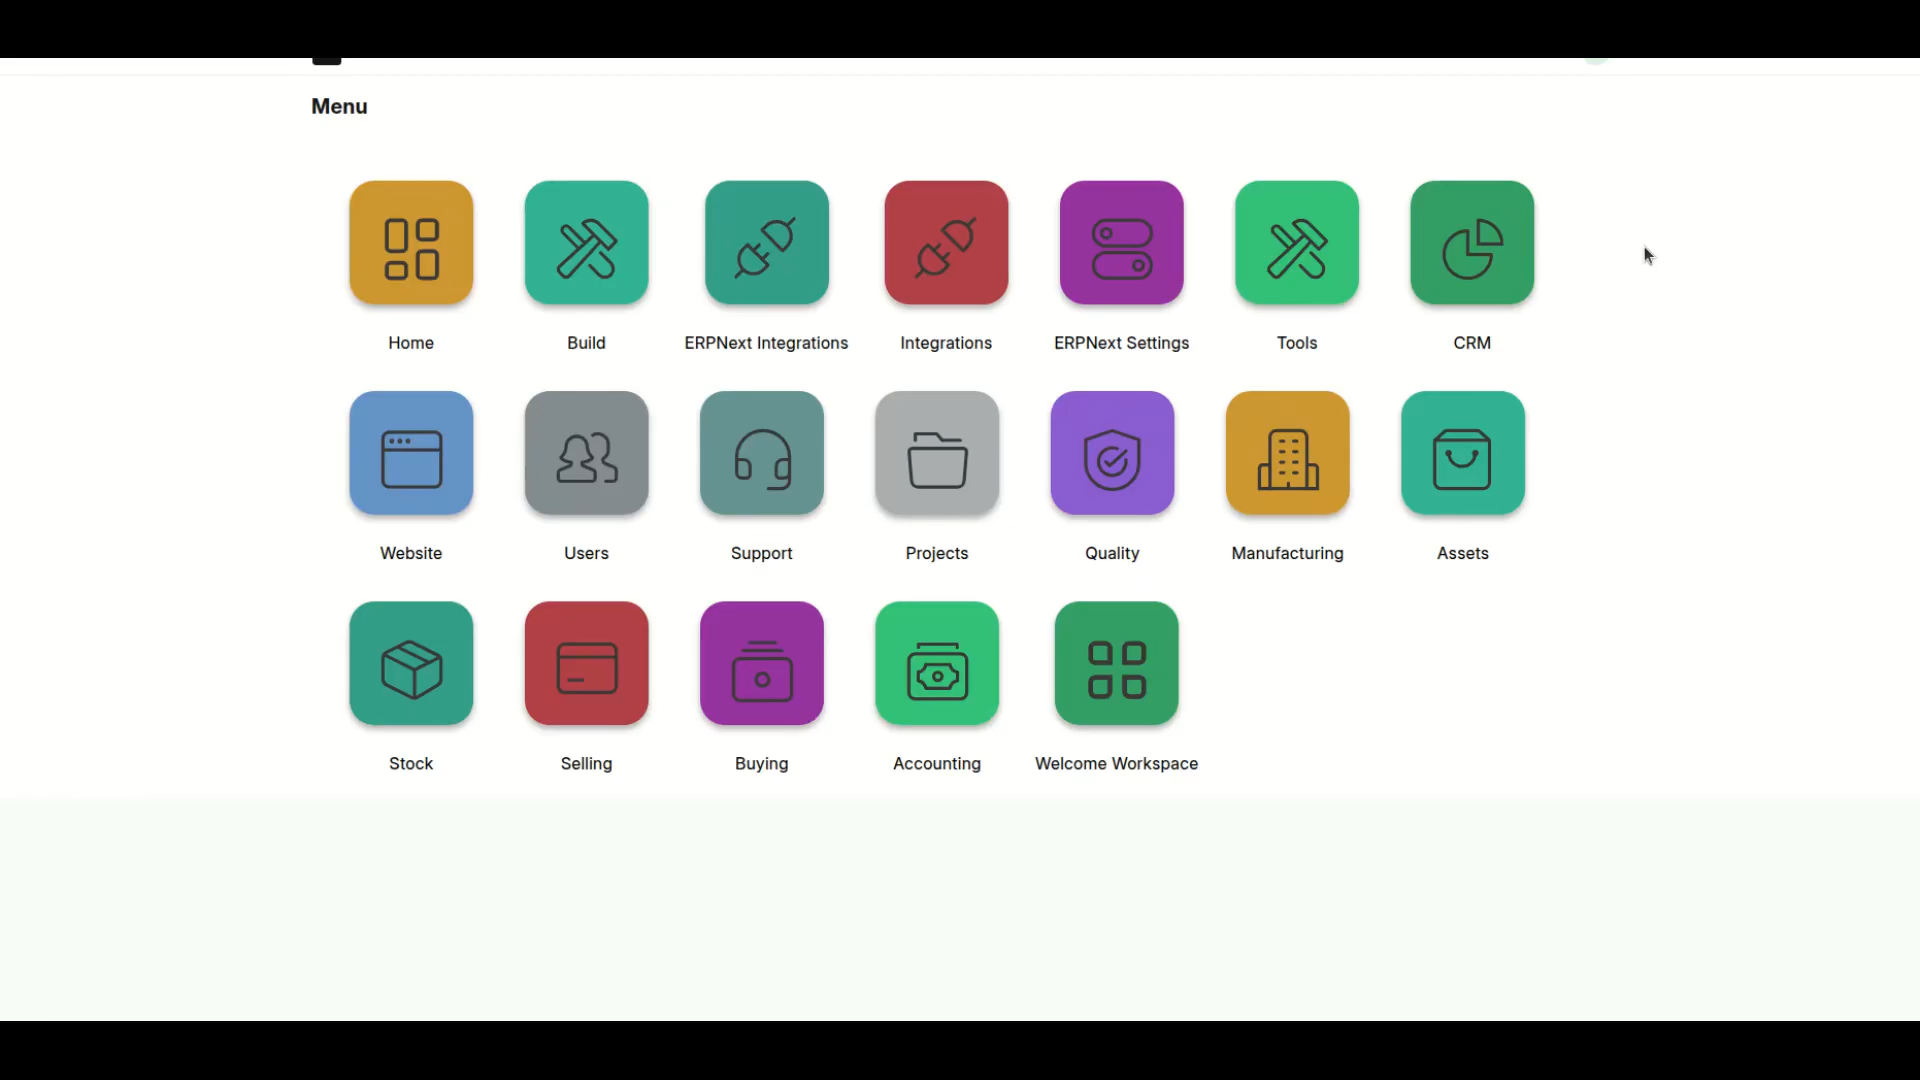 Menu
Home Build ERPNext Integrations Integrations ERPNext Settings Tools CRM
Website Users Support Projects Quality Manufacturing Assets
Stock Selling Buying Accounting Welcome Workspace